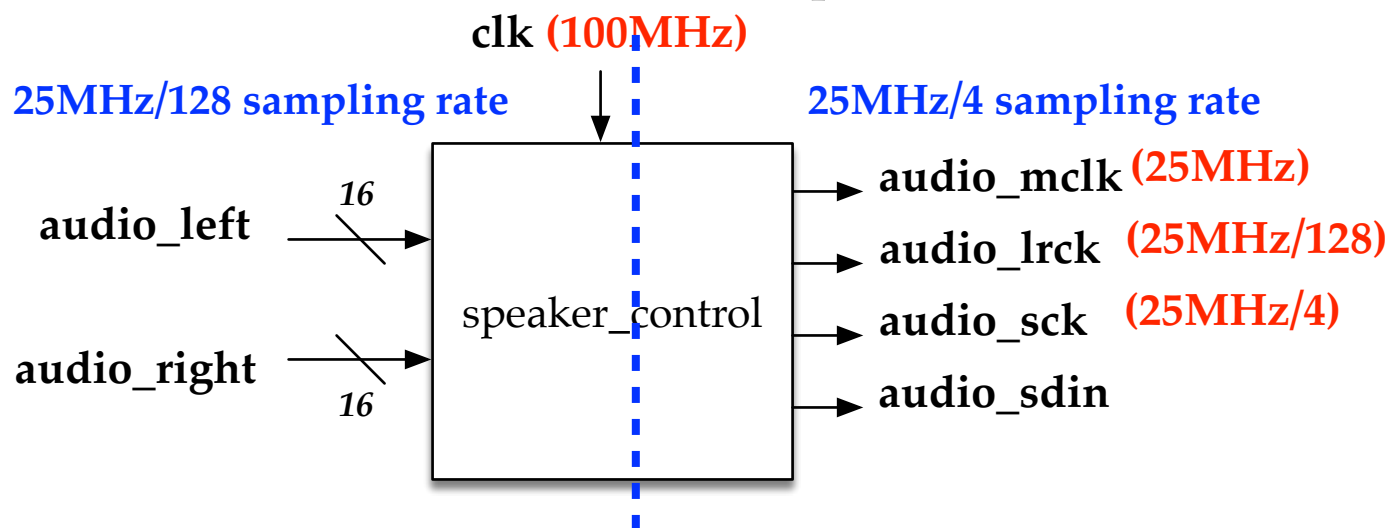 clk (100MHz)
25MHz/128 sampling rate
25MHz/4 sampling rate
audio_left
16
audio_right
16
speaker_control
audio_mclk (25MHz)
audio_lrck (25MHz/128)
audio_sck (25MHz/4)
audio_sdin